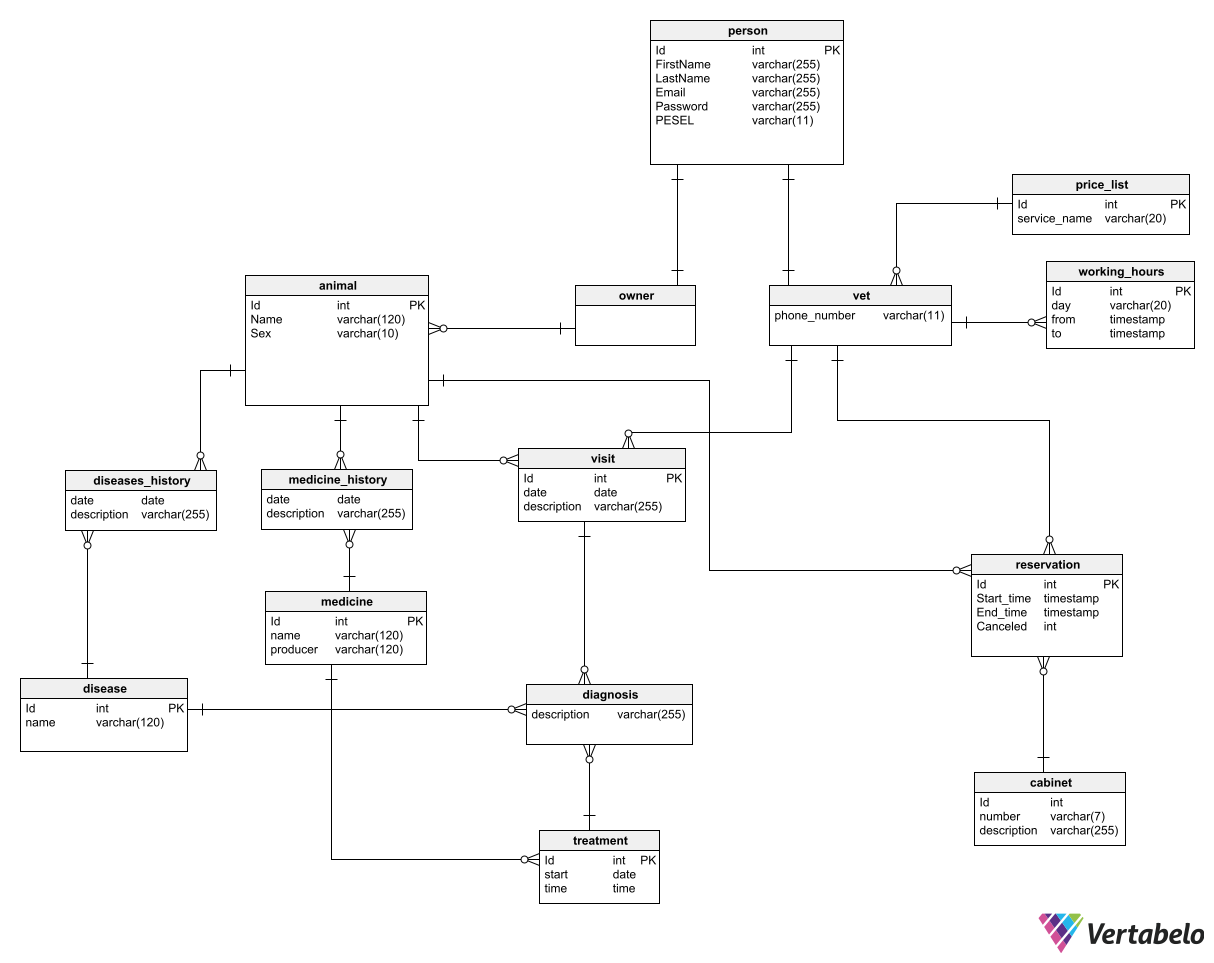 person
Id int PK
FirstName varchar(255)
LastName varchar(255)
Email varchar(255)
Password varchar(255)
PESEL varchar(11)
price_list
Id int PK
service_name varchar(20)
working_hours
Id int PK
day varchar(20)
from timestamp
to timestamp
animal
Id int PK
Name varchar(120)
Sex varchar(10)
owner
vet
phone_number varchar(11)
diseases_history
date date
description varchar(255)
medicine_history
date date
description varchar(255)
visit
Id int PK
date date
description varchar(255)
reservation
Id int PK
Start_time timestamp
End_time timestamp
Canceled int
medicine
Id int PK
name varchar(120)
producer varchar(120)
disease
Id int PK
name varchar(120)
diagnosis
description varchar(255)
cabinet
Id int
number varchar(7)
description varchar(255)
treatment
Id int PK
start date
time time
Vertabelo